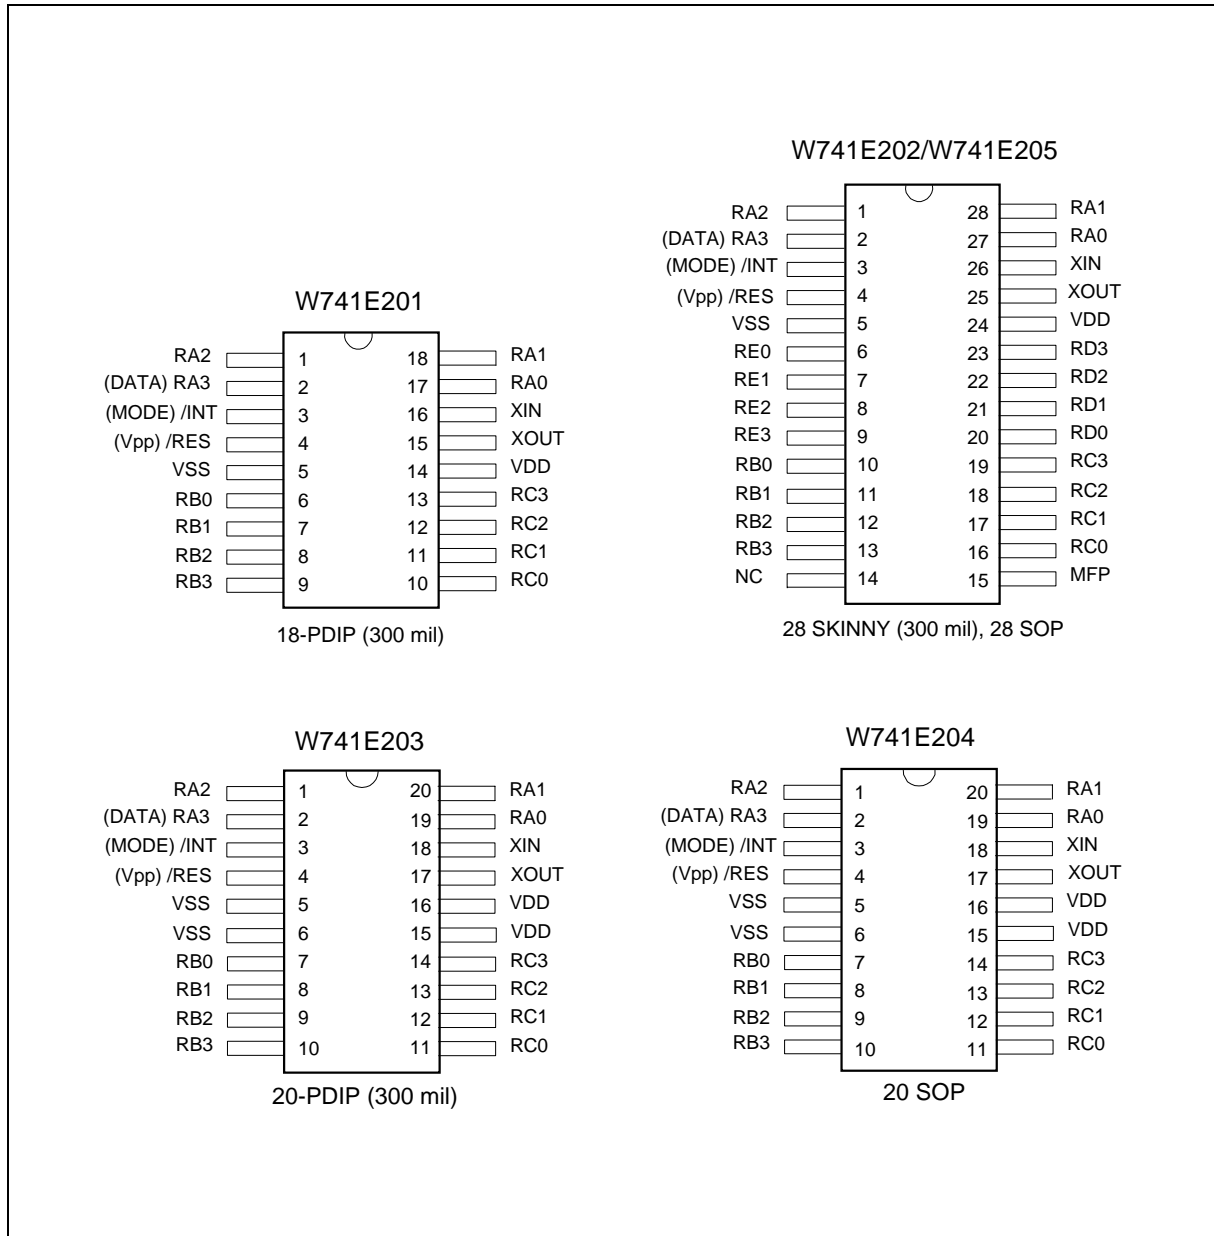 W741E202/W741E205
RA2 1 28 RA1
(DATA) RA3 2 27 RA0
(MODE) /INT 3 26 XIN
(Vpp) /RES 4 25 XOUT
VSS 5 24 VDD
RE0 6 23 RD3
RE1 7 22 RD2
RE2 8 21 RD1
RE3 9 20 RD0
RB0 10 19 RC3
RB1 11 18 RC2
RB2 12 17 RC1
RB3 13 16 RC0
NC 14 15 MFP
28 SKINNY (300 mil), 28 SOP
W741E201
RA2 1 18 RA1
(DATA) RA3 2 17 RA0
(MODE) /INT 3 16 XIN
(Vpp) /RES 4 15 XOUT
VSS 5 14 VDD
RB0 6 13 RC3
RB1 7 12 RC2
RB2 8 11 RC1
RB3 9 10 RC0
18-PDIP (300 mil)
W741E203
RA2 1 20 RA1
(DATA) RA3 2 19 RA0
(MODE) /INT 3 18 XIN
(Vpp) /RES 4 17 XOUT
VSS 5 16 VDD
VSS 6 15 VDD
RB0 7 14 RC3
RB1 8 13 RC2
RB2 9 12 RC1
RB3 10 11 RC0
20-PDIP (300 mil)
W741E204
RA2 1 20 RA1
(DATA) RA3 2 19 RA0
(MODE) /INT 3 18 XIN
(Vpp) /RES 4 17 XOUT
VSS 5 16 VDD
VSS 6 15 VDD
RB0 7 14 RC3
RB1 8 13 RC2
RB2 9 12 RC1
RB3 10 11 RC0
20 SOP